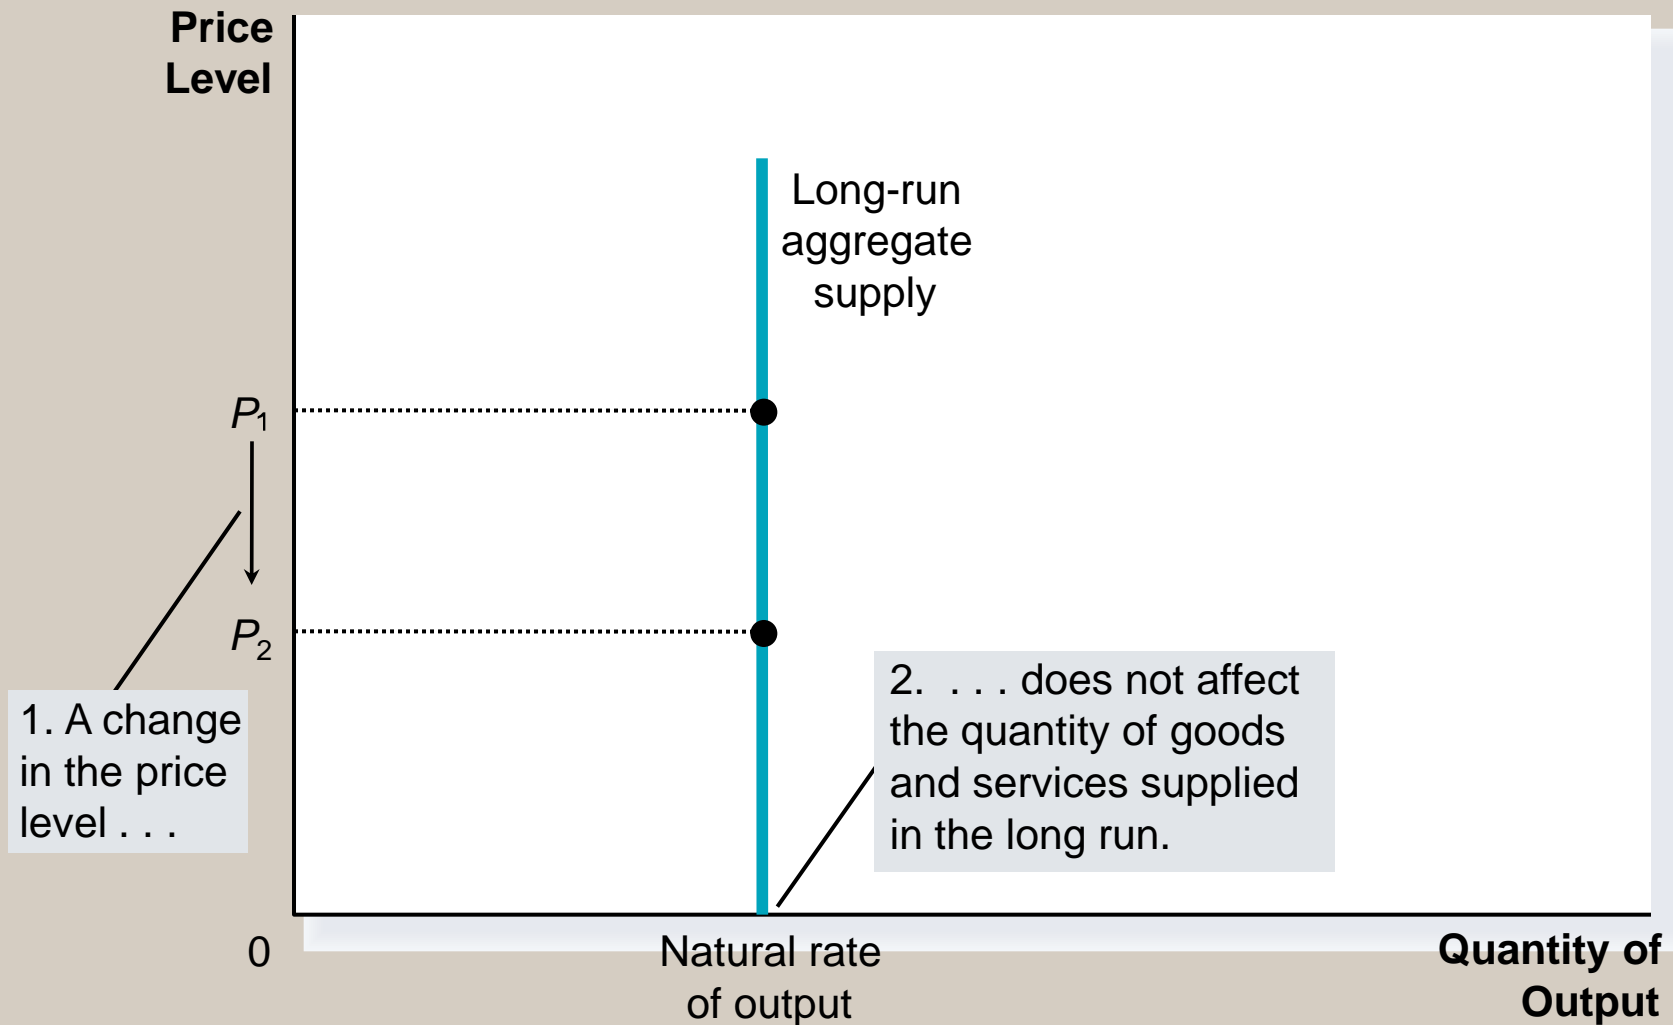 Price
Level
Long-run
aggregate
supply
P1
P2
1. A change
in the price
level . . .
2. . . . does not affect
the quantity of goods
and services supplied
in the long run.
0
Natural rate
of output
Quantity of
Output